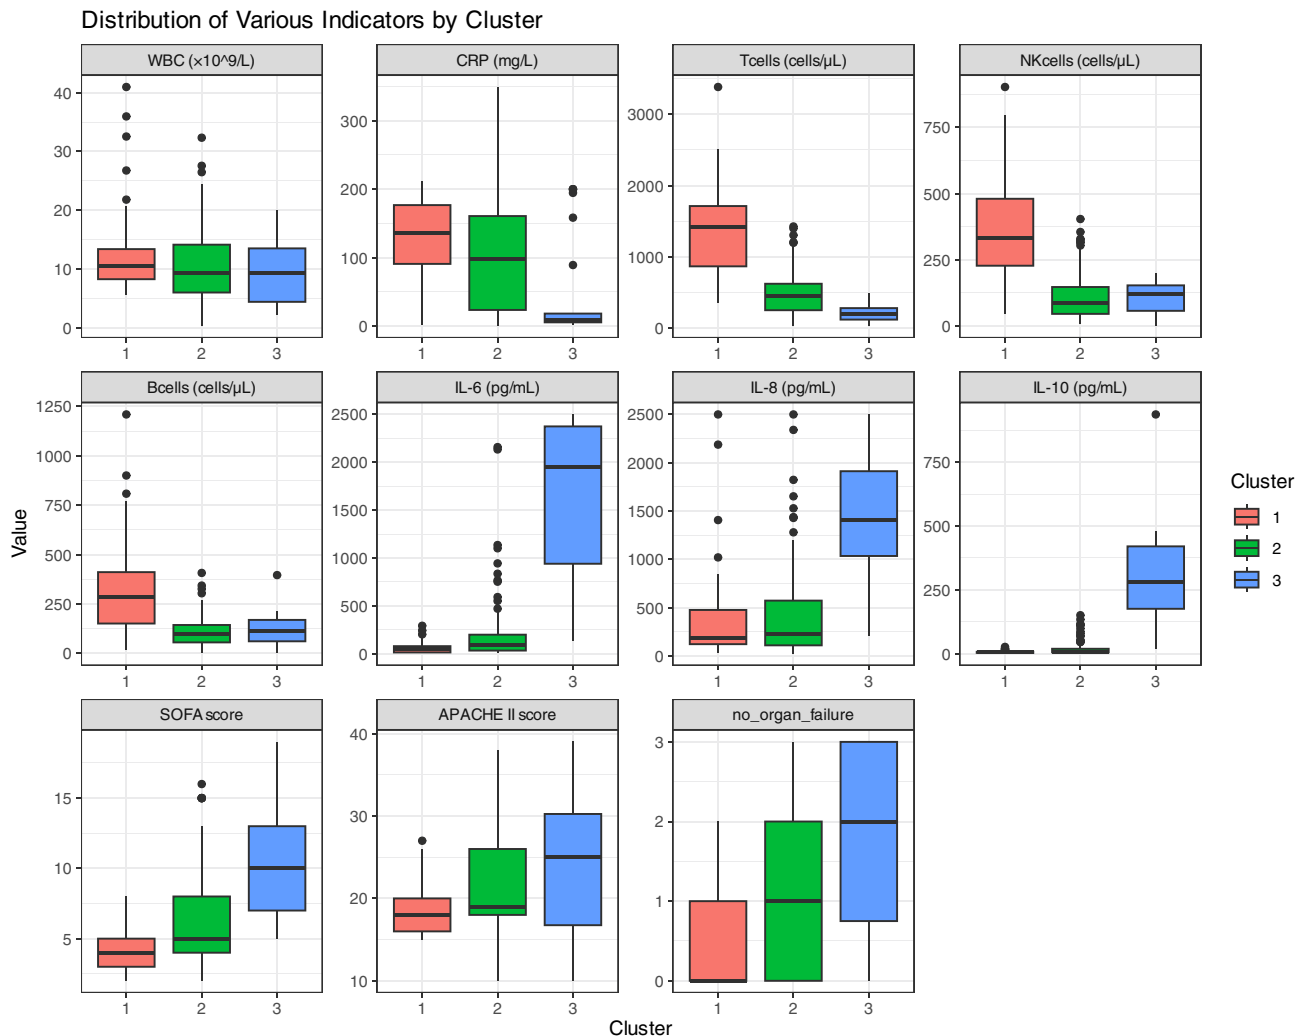 Distribution of Various Indicators by Cluster
WBC (×10^9/L)
CRP (mg/L)
Tcells (cells/μL)
NKcells (cells/μL)
40
30
20
10
0
1 2 3
300
200
100
0
1 2 3
3000
2000
1000
0
1 2 3
750
500
250
0
1 2 3
Bcells (cells/μL)
IL-6 (pg/mL)
IL-8 (pg/mL)
IL-10 (pg/mL)
1250
1000
750
500
250
0
1 2 3
2500
2000
1500
1000
500
0
1 2 3
2500
2000
1500
1000
500
0
1 2 3
750
500
250
0
1 2 3
SOFA score
APACHE II score
no_organ_failure
15
10
5
1 2 3
40
30
20
10
1 2 3
3
2
1
0
1 2 3
Value
Cluster
Cluster
1
2
3